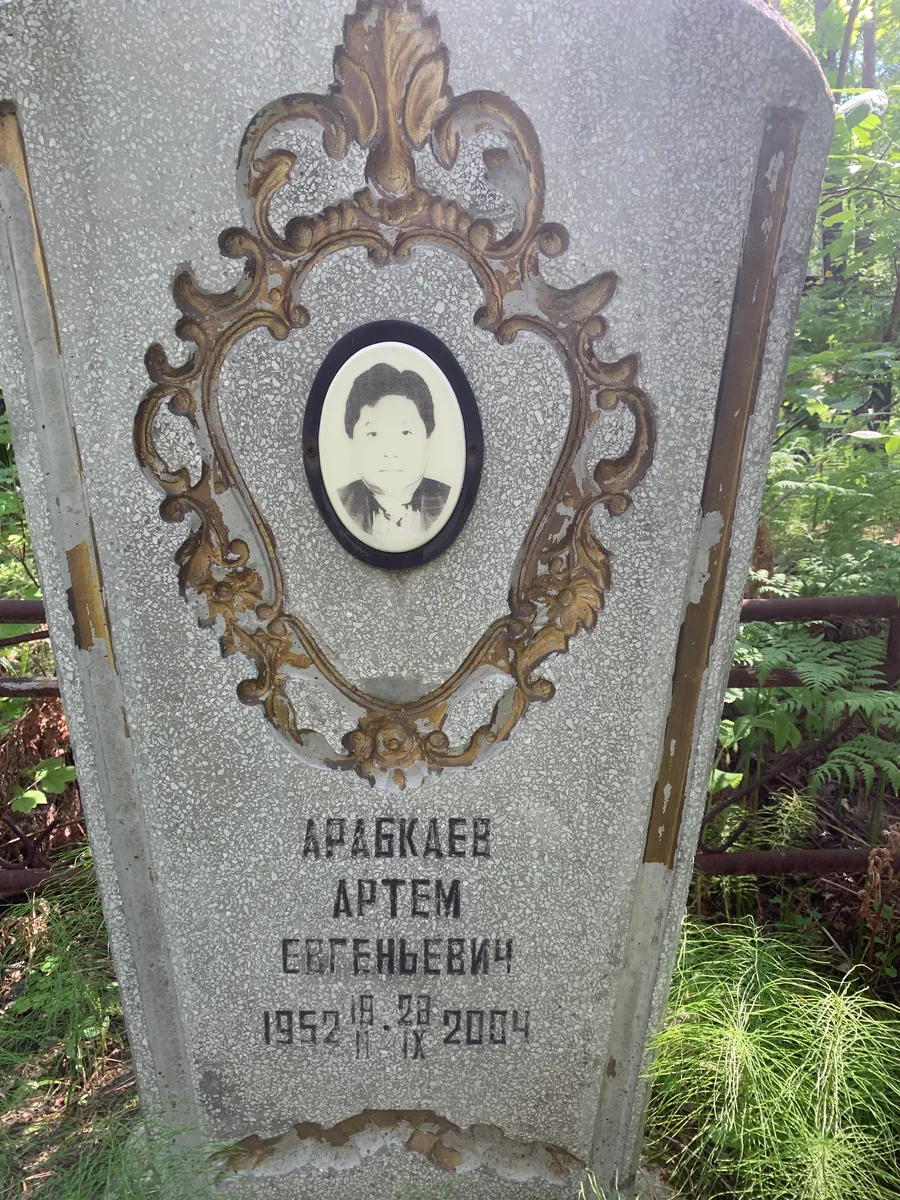 АРАБКАЕВ
АРТЕМ
ЕВГЕНЬЕВИЧ
1952 18/II · 28/IX 2004